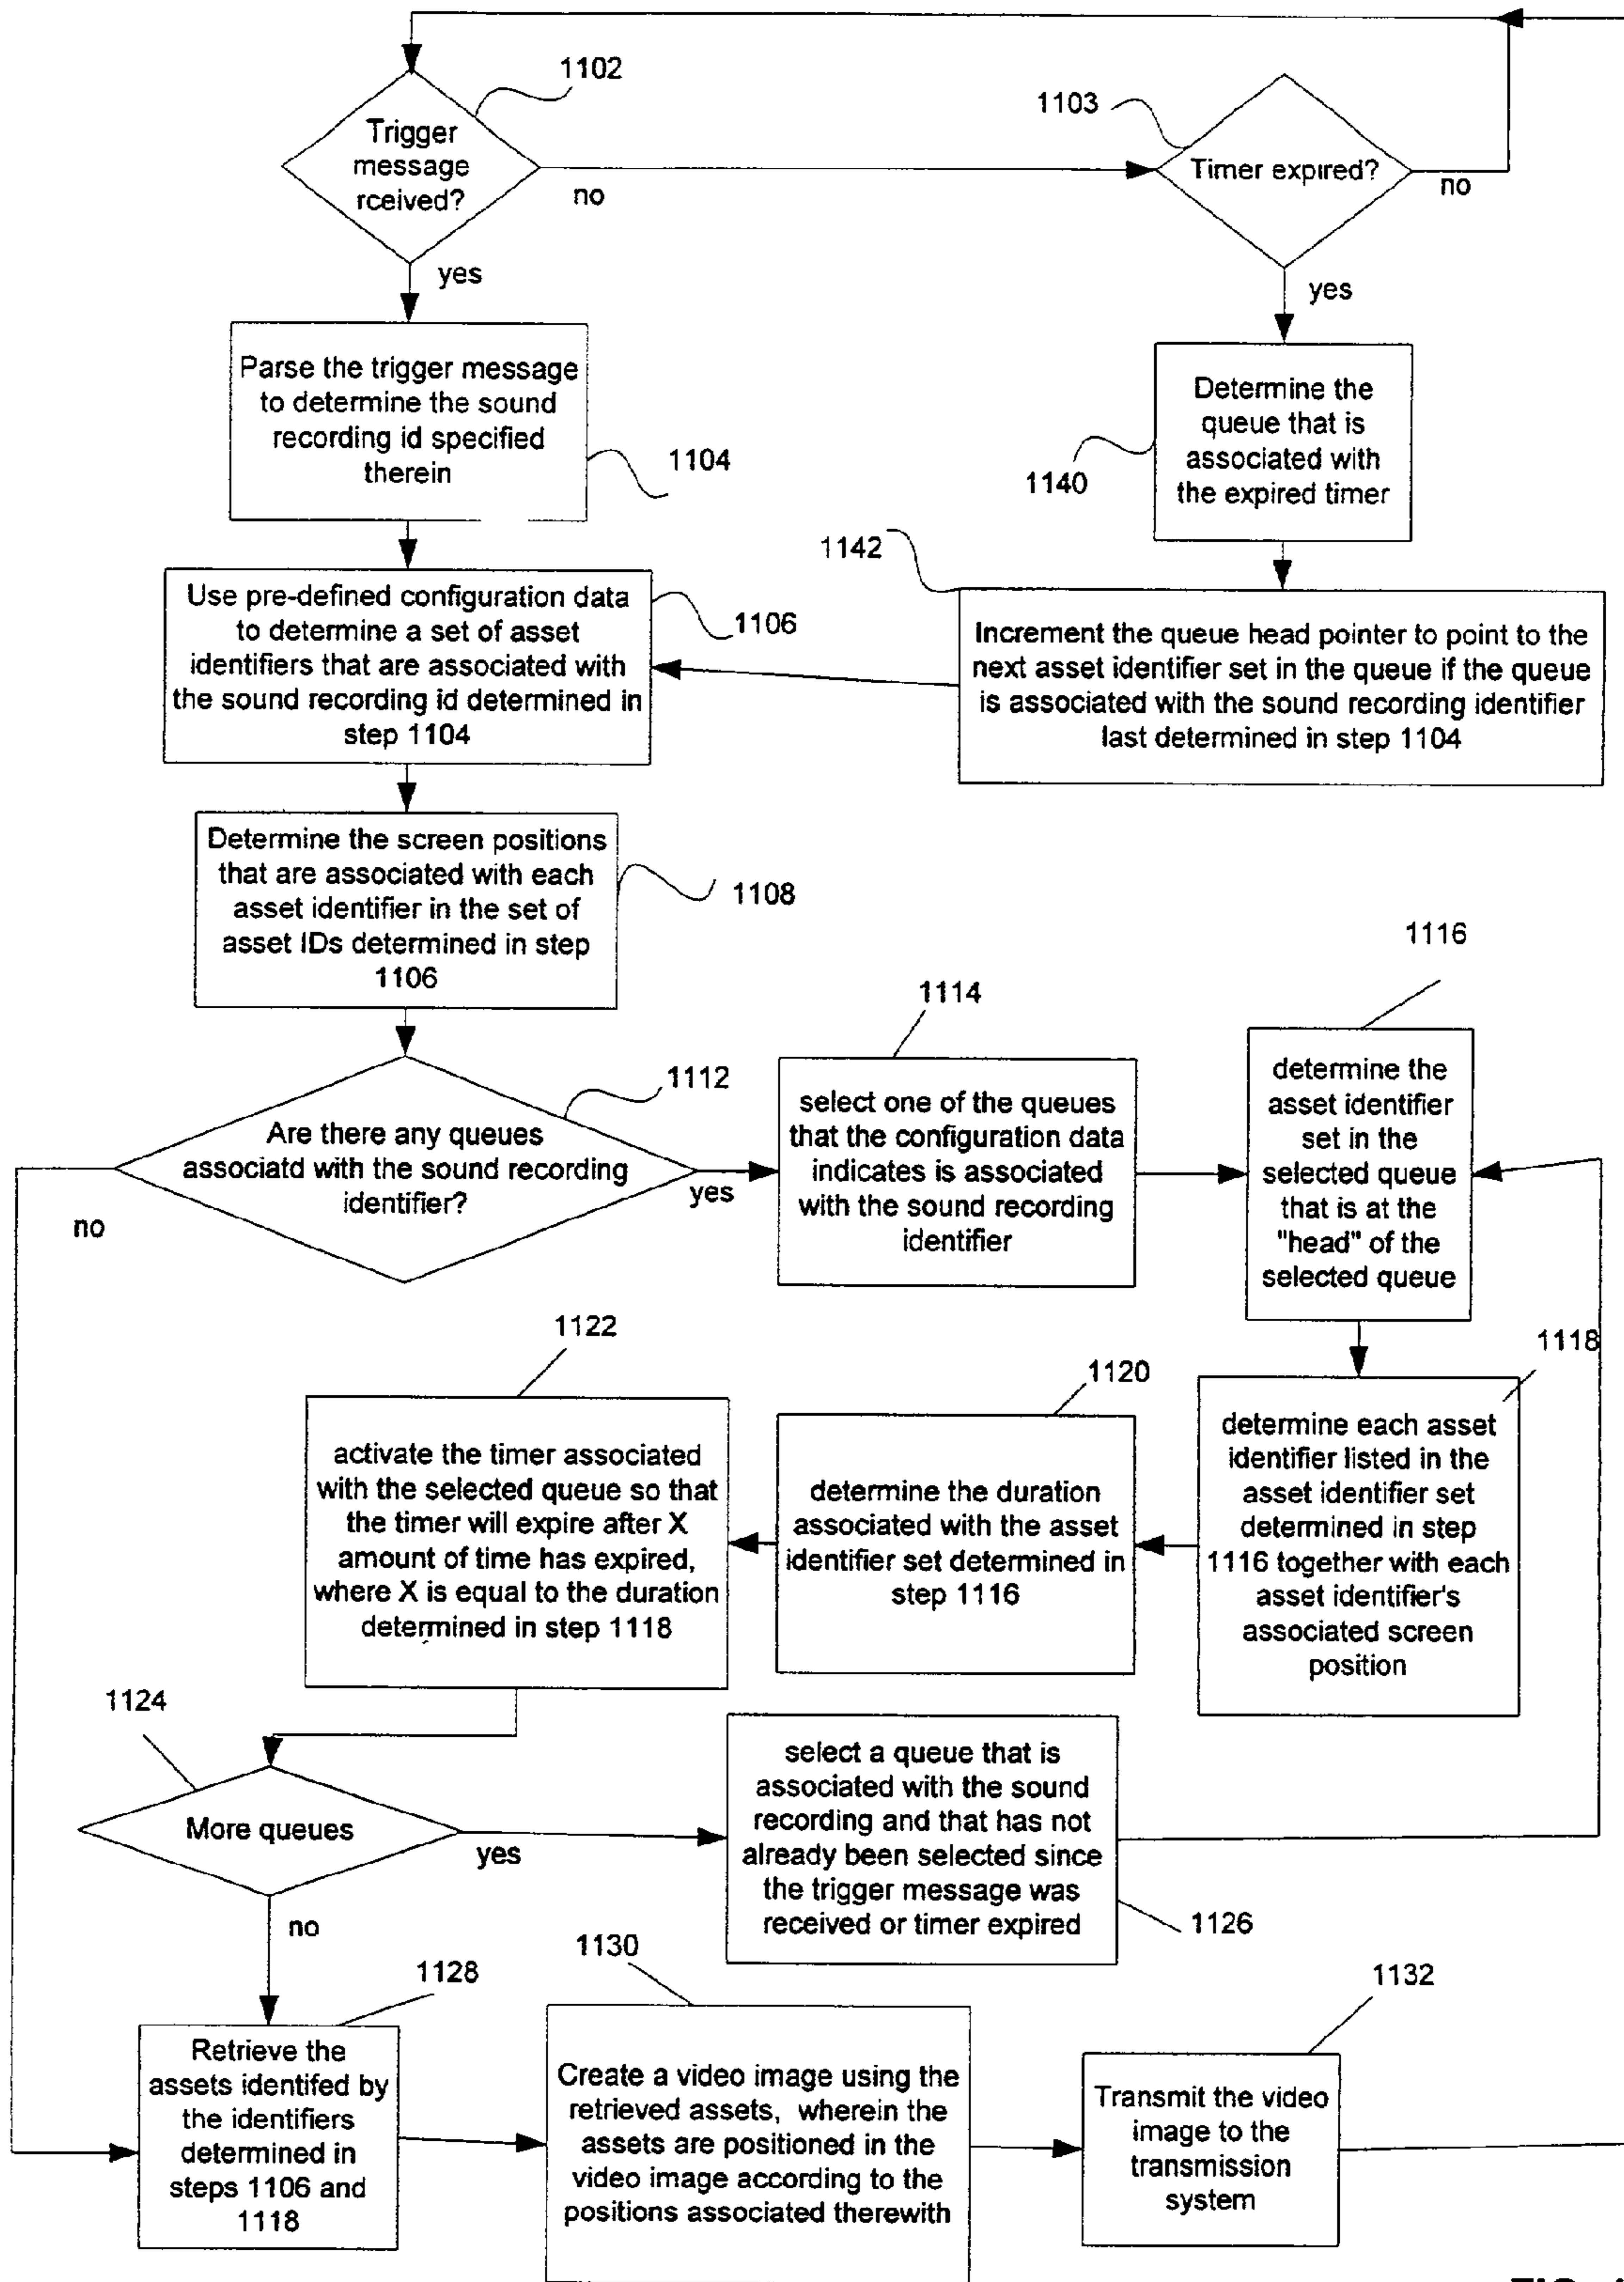 1102
Trigger
message
rceived?
no
yes
1103
Timer expired?
no
yes
Parse the trigger message
to determine the sound
recording id specified
therein
1104
Determine the
queue that is
associated with
the expired timer
1140
1142
Use pre-defined configuration data
to determine a set of asset
identifiers that are associated with
the sound recording id determined in
step 1104
1106
Increment the queue head pointer to point to the
next asset identifier set in the queue if the queue
is associated with the sound recording identifier
last determined in step 1104
Determine the screen positions
that are associated with each
asset identifier in the set of
asset IDs determined in step
1106
1108
1112
Are there any queues
associatd with the sound recording
identifier?
yes
no
1114
select one of the queues
that the configuration data
indicates is associated
with the sound recording
identifier
1116
determine the
asset identifier
set in the
selected queue
that is at the
"head" of the
selected queue
1118
determine each asset
identifier listed in the
asset identifier set
determined in step
1116 together with each
asset identifier's
associated screen
position
1120
determine the duration
associated with the asset
identifier set determined in
step 1116
1122
activate the timer associated
with the selected queue so that
the timer will expire after X
amount of time has expired,
where X is equal to the duration
determined in step 1118
1124
More queues
yes
no
select a queue that is
associated with the sound
recording and that has not
already been selected since
the trigger message was
received or timer expired
1126
1128
Retrieve the
assets identifed by
the identifiers
determined in
steps 1106 and
1118
1130
Create a video image using the
retrieved assets, wherein the
assets are positioned in the
video image according to the
positions associated therewith
1132
Transmit the video
image to the
transmission
system